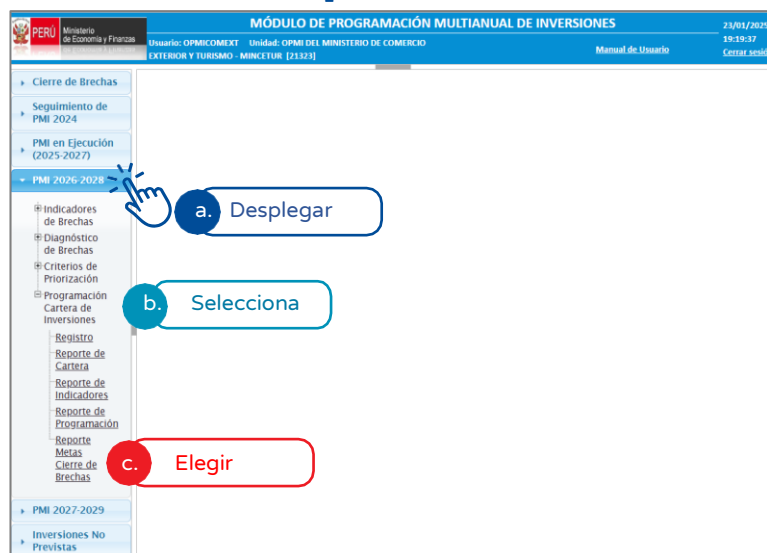 PERÚ
Ministerio
de Economía y Finanzas
MÓDULO DE PROGRAMACIÓN MULTIANUAL DE INVERSIONES
23/01/2025
Usuario: OPMICOMEXT Unidad: OPMI DEL MINISTERIO DE COMERCIO
EXTERIOR Y TURISMO - MINCETUR [21323]
Manual de Usuario
19:19:37
Cerrar sesió
Cierre de Brechas
Seguimiento de
PMI 2024
PMI en Ejecución
(2025-2027)
PMI 2026-2028
a. Desplegar
Indicadores
de Brechas
Diagnóstico
de Brechas
Criterios de
Priorización
Programación
Cartera de
Inversiones
b. Selecciona
Registro
Reporte de
Cartera
Reporte de
Indicadores
Reporte de
Programación
Reporte
Metas
Cierre de
Brechas
c. Elegir
PMI 2027-2029
Inversiones No
Previstas